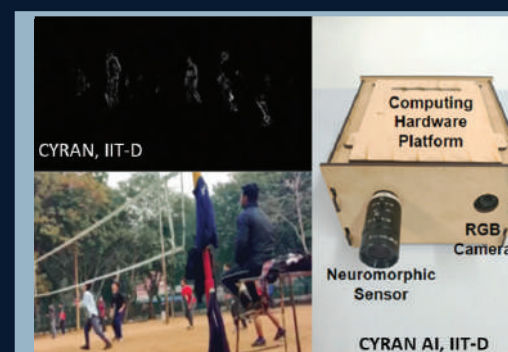 CYRAN, IIT-D
Computing
Hardware
Platform
RGB
Camera
Neuromorphic
Sensor
CYRAN AI, IIT-D